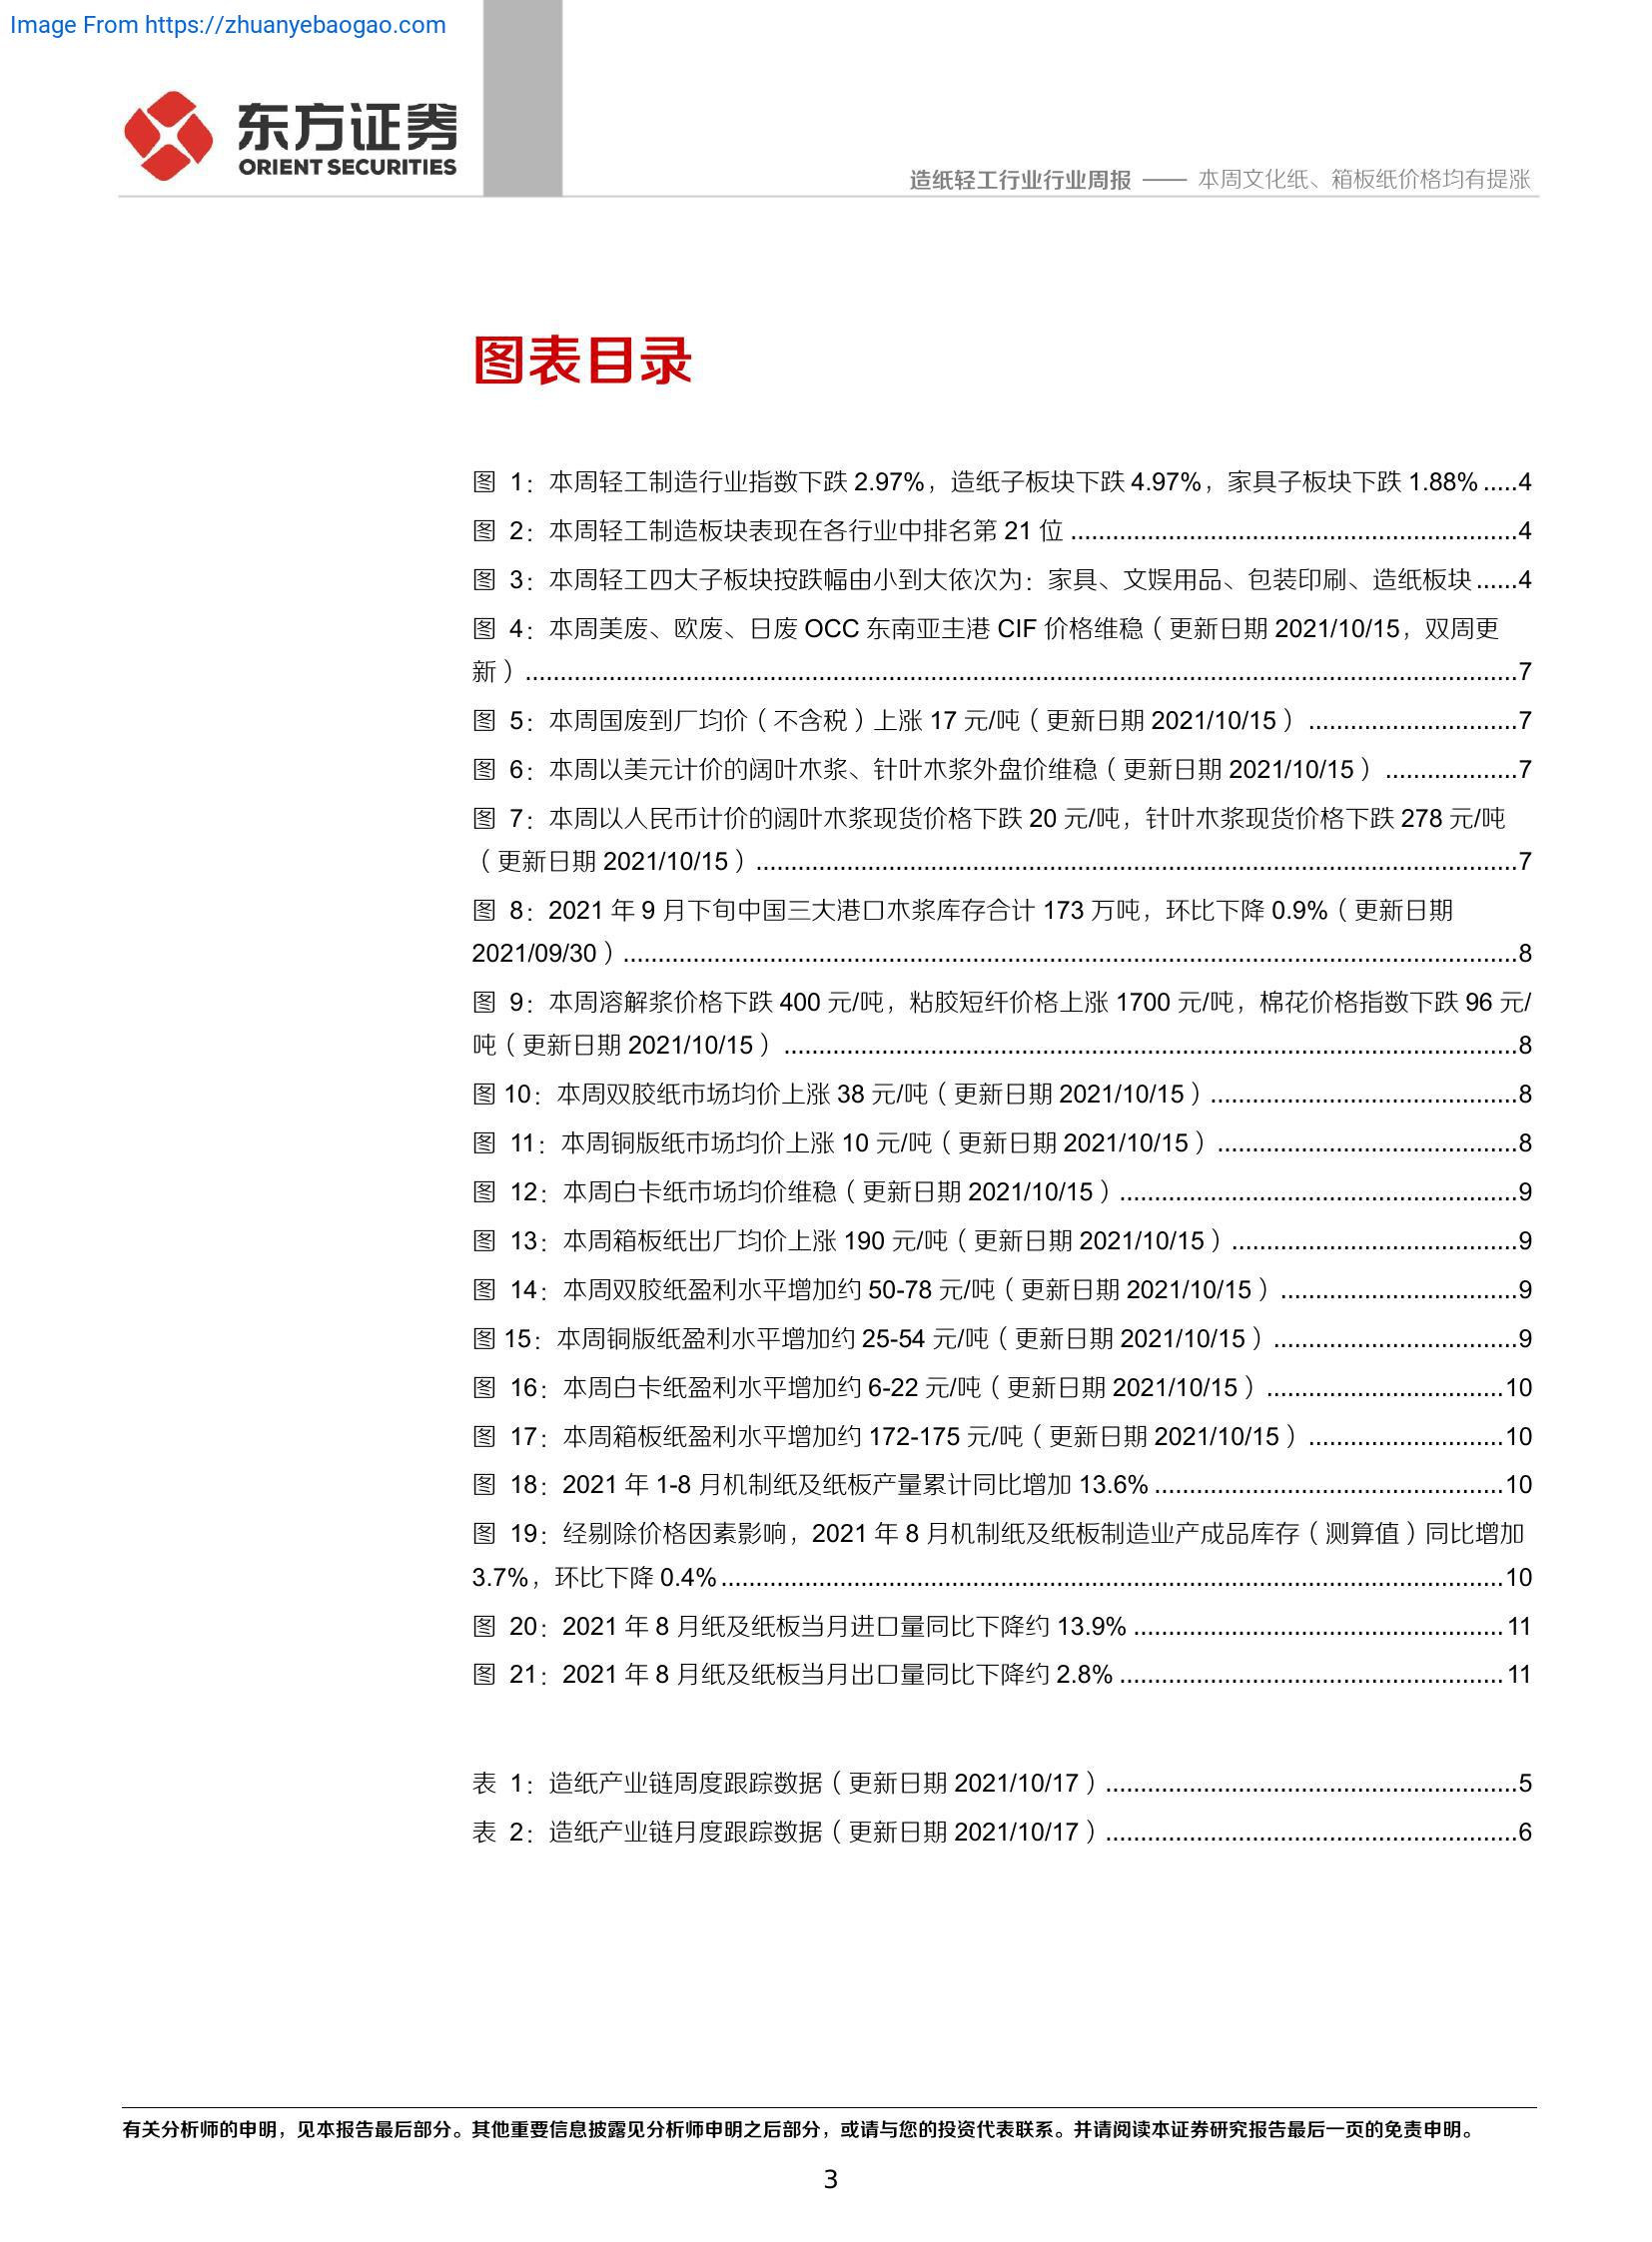 Image From https://zhuanyebaogao.com
东方证券
ORIENT SECURITIES
造纸轻工行业行业周报 —— 本周文化纸、箱板纸价格均有提涨
图表目录
图 1：本周轻工制造行业指数下跌 2.97%，造纸子板块下跌 4.97%，家具子板块下跌 1.88% .....4
图 2：本周轻工制造板块表现在各行业中排名第 21 位 ................................................................4
图 3：本周轻工四大子板块按跌幅由小到大依次为：家具、文娱用品、包装印刷、造纸板块 ......4
图 4：本周美废、欧废、日废 OCC 东南亚主港 CIF 价格维稳（更新日期 2021/10/15，双周更
新）..............................................................................................................................................7
图 5：本周国废到厂均价（不含税）上涨 17 元/吨（更新日期 2021/10/15） ..............................7
图 6：本周以美元计价的阔叶木浆、针叶木浆外盘价维稳（更新日期 2021/10/15） ...................7
图 7：本周以人民币计价的阔叶木浆现货价格下跌 20 元/吨，针叶木浆现货价格下跌 278 元/吨
（更新日期 2021/10/15）.............................................................................................................7
图 8：2021 年 9 月下旬中国三大港口木浆库存合计 173 万吨，环比下降 0.9%（更新日期
2021/09/30）................................................................................................................................8
图 9：本周溶解浆价格下跌 400 元/吨，粘胶短纤价格上涨 1700 元/吨，棉花价格指数下跌 96 元/
吨（更新日期 2021/10/15） .........................................................................................................8
图 10：本周双胶纸市场均价上涨 38 元/吨（更新日期 2021/10/15）............................................8
图 11：本周铜版纸市场均价上涨 10 元/吨（更新日期 2021/10/15） ...........................................8
图 12：本周白卡纸市场均价维稳（更新日期 2021/10/15）.........................................................9
图 13：本周箱板纸出厂均价上涨 190 元/吨（更新日期 2021/10/15）.........................................9
图 14：本周双胶纸盈利水平增加约 50-78 元/吨（更新日期 2021/10/15） ..................................9
图 15：本周铜版纸盈利水平增加约 25-54 元/吨（更新日期 2021/10/15） ...................................9
图 16：本周白卡纸盈利水平增加约 6-22 元/吨（更新日期 2021/10/15） ..................................10
图 17：本周箱板纸盈利水平增加约 172-175 元/吨（更新日期 2021/10/15） ............................10
图 18：2021 年 1-8 月机制纸及纸板产量累计同比增加 13.6% ..................................................10
图 19：经剔除价格因素影响，2021 年 8 月机制纸及纸板制造业产成品库存（测算值）同比增加
3.7%，环比下降 0.4%................................................................................................................10
图 20：2021 年 8 月纸及纸板当月进口量同比下降约 13.9% .....................................................11
图 21：2021 年 8 月纸及纸板当月出口量同比下降约 2.8% .......................................................11
表 1：造纸产业链周度跟踪数据（更新日期 2021/10/17）...........................................................5
表 2：造纸产业链月度跟踪数据（更新日期 2021/10/17）...........................................................6
有关分析师的申明，见本报告最后部分。其他重要信息披露见分析师申明之后部分，或请与您的投资代表联系。并请阅读本证券研究报告最后一页的免责申明。
3